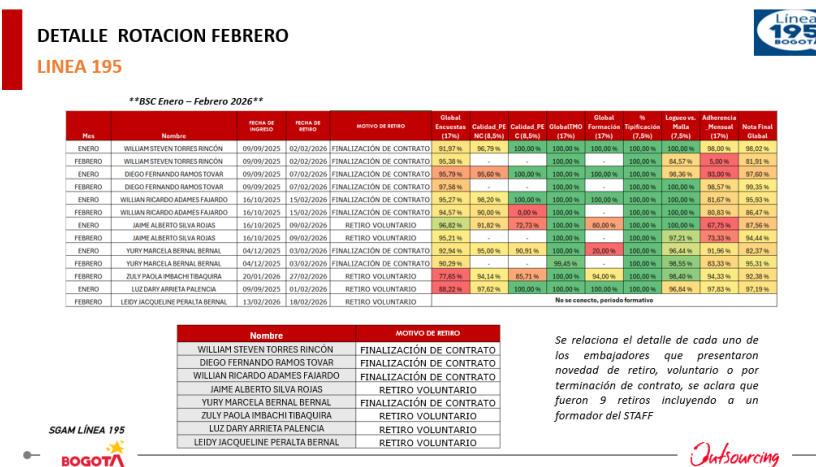 DETALLE ROTACION FEBRERO
LINEA 195
Línea
195
BOGOTÁ
**BSC Enero – Febrero 2026**
Mes Nombre FECHA DE INGRESO FECHA DE RETIRO MOTIVO DE RETIRO Global Encuestas (17%) Calidad_PE NC (8,5%) Calidad_PE C (8,5%) GlobalTMO (17%) Global Formación (17%) % Tipificación (7,5%) Logueo vs. Malla (7,5%) Adherencia _Mensual (17%) Nota Final Global
ENERO WILLIAM STEVEN TORRES RINCÓN 09/09/2025 02/02/2026 FINALIZACIÓN DE CONTRATO 91,97 % 96,79 % 100,00 % 100,00 % 100,00 % 100,00 % 100,00 % 98,00 % 98,02 %
FEBRERO WILLIAM STEVEN TORRES RINCÓN 09/09/2025 02/02/2026 FINALIZACIÓN DE CONTRATO 95,38 % - - 100,00 % - 100,00 % 84,57 % 5,00 % 81,91 %
ENERO DIEGO FERNANDO RAMOS TOVAR 09/09/2025 07/02/2026 FINALIZACIÓN DE CONTRATO 95,79 % 95,60 % 100,00 % 100,00 % 100,00 % 100,00 % 98,36 % 93,00 % 97,60 %
FEBRERO DIEGO FERNANDO RAMOS TOVAR 09/09/2025 07/02/2026 FINALIZACIÓN DE CONTRATO 97,58 % - - 100,00 % - 100,00 % 100,00 % 98,57 % 99,35 %
ENERO WILLIAN RICARDO ADAMES FAJARDO 16/10/2025 15/02/2026 FINALIZACIÓN DE CONTRATO 95,27 % 98,20 % 100,00 % 100,00 % 100,00 % 100,00 % 100,00 % 81,67 % 95,93 %
FEBRERO WILLIAN RICARDO ADAMES FAJARDO 16/10/2025 15/02/2026 FINALIZACIÓN DE CONTRATO 94,57 % 90,00 % 0,00 % 100,00 % - 100,00 % 100,00 % 80,83 % 86,47 %
ENERO JAIME ALBERTO SILVA ROJAS 16/10/2025 09/02/2026 RETIRO VOLUNTARIO 96,82 % 91,82 % 72,73 % 100,00 % 60,00 % 100,00 % 100,00 % 67,75 % 87,56 %
FEBRERO JAIME ALBERTO SILVA ROJAS 16/10/2025 09/02/2026 RETIRO VOLUNTARIO 95,21 % - - 100,00 % - 100,00 % 97,21 % 73,33 % 94,44 %
ENERO YURY MARCELA BERNAL BERNAL 04/12/2025 03/02/2026 FINALIZACIÓN DE CONTRATO 92,94 % 95,00 % 90,91 % 100,00 % 20,00 % 100,00 % 96,44 % 91,96 % 82,37 %
FEBRERO YURY MARCELA BERNAL BERNAL 04/12/2025 03/02/2026 FINALIZACIÓN DE CONTRATO 90,29 % - - 99,45 % - 100,00 % 98,55 % 83,33 % 95,31 %
FEBRERO ZULY PAOLA IMBACHI TIBAQUIRA 20/01/2026 27/02/2026 RETIRO VOLUNTARIO 77,65 % 94,14 % 85,71 % 100,00 % 94,00 % 100,00 % 98,40 % 94,33 % 92,38 %
ENERO LUZ DARY ARRIETA PALENCIA 09/09/2025 01/02/2026 RETIRO VOLUNTARIO 88,22 % 97,62 % 100,00 % 100,00 % 100,00 % 100,00 % 96,84 % 97,83 % 97,19 %
FEBRERO LEIDY JACQUELINE PERALTA BERNAL 13/02/2026 18/02/2026 RETIRO VOLUNTARIO No se conecto, periodo formativo
Nombre MOTIVO DE RETIRO
WILLIAM STEVEN TORRES RINCÓN FINALIZACIÓN DE CONTRATO
DIEGO FERNANDO RAMOS TOVAR FINALIZACIÓN DE CONTRATO
WILLIAN RICARDO ADAMES FAJARDO FINALIZACIÓN DE CONTRATO
JAIME ALBERTO SILVA ROJAS RETIRO VOLUNTARIO
YURY MARCELA BERNAL BERNAL FINALIZACIÓN DE CONTRATO
ZULY PAOLA IMBACHI TIBAQUIRA RETIRO VOLUNTARIO
LUZ DARY ARRIETA PALENCIA RETIRO VOLUNTARIO
LEIDY JACQUELINE PERALTA BERNAL RETIRO VOLUNTARIO
Se relaciona el detalle de cada uno de
los embajadores que presentaron
novedad de retiro, voluntario o por
terminación de contrato, se aclara que
fueron 9 retiros incluyendo a un
formador del STAFF
SGAM LÍNEA 195
BOGOTÁ
Outsourcing